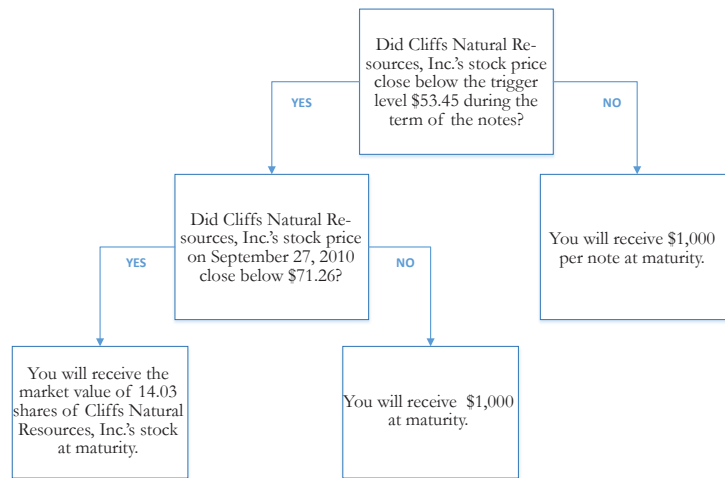 Did Cliffs Natural Re-
sources, Inc.'s stock price
close below the trigger
level $53.45 during the
term of the notes?
YES
NO
Did Cliffs Natural Re-
sources, Inc.'s stock price
on September 27, 2010
close below $71.26?
You will receive $1,000
per note at maturity.
YES
NO
You will receive the
market value of 14.03
shares of Cliffs Natural
Resources, Inc.'s stock
at maturity.
You will receive $1,000
at maturity.